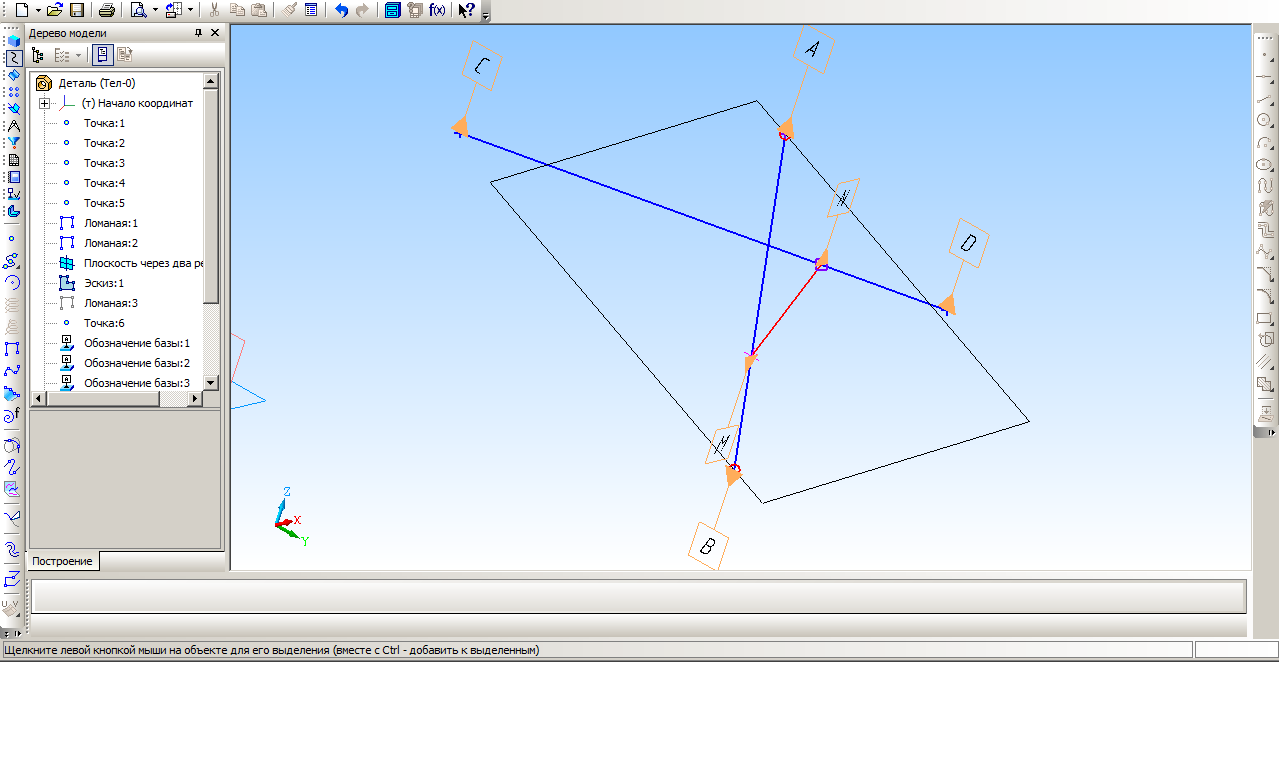 f(x)
Дерево модели
Деталь (Тел-0)
(т) Начало координат
Точка:1
Точка:2
Точка:3
Точка:4
Точка:5
Ломаная:1
Ломаная:2
Плоскость через два ре
Эскиз:1
Ломаная:3
Точка:6
Обозначение базы:1
Обозначение базы:2
Обозначение базы:3
Построение
C
A
D
B
Z
X
Y
Щелкните левой кнопкой мыши на объекте для его выделения (вместе с Ctrl - добавить к выделенным)